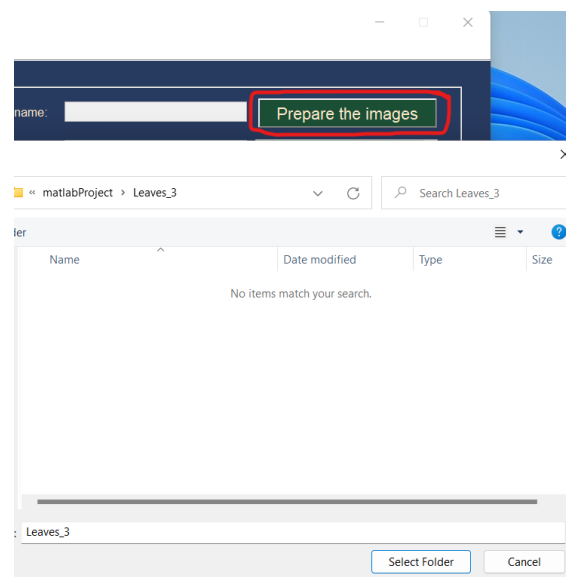 name:
Prepare the images
« matlabProject > Leaves_3
Search Leaves_3
Name
Date modified
Type
Size
No items match your search.
: Leaves_3
Select Folder
Cancel